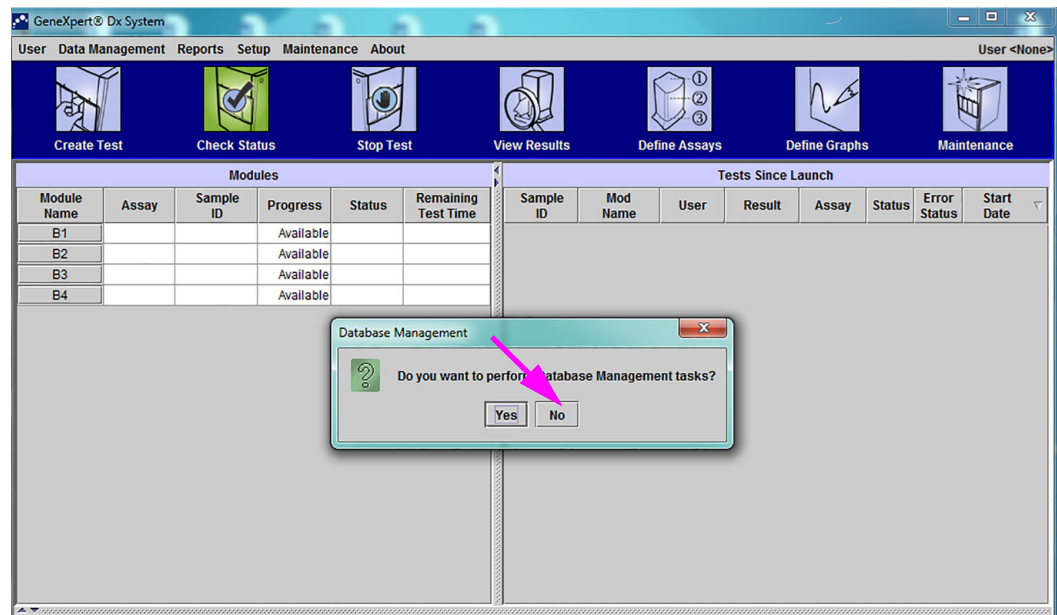 GeneXpert® Dx System
User Data Management Reports Setup Maintenance About User <None>
Create Test Check Status Stop Test View Results Define Assays Define Graphs Maintenance
Modules
Module Name Assay Sample ID Progress Status Remaining Test Time
B1 Available
B2 Available
B3 Available
B4 Available
Tests Since Launch
Sample ID Mod Name User Result Assay Status Error Status Start Date
Database Management
Do you want to perform Database Management tasks?
Yes No